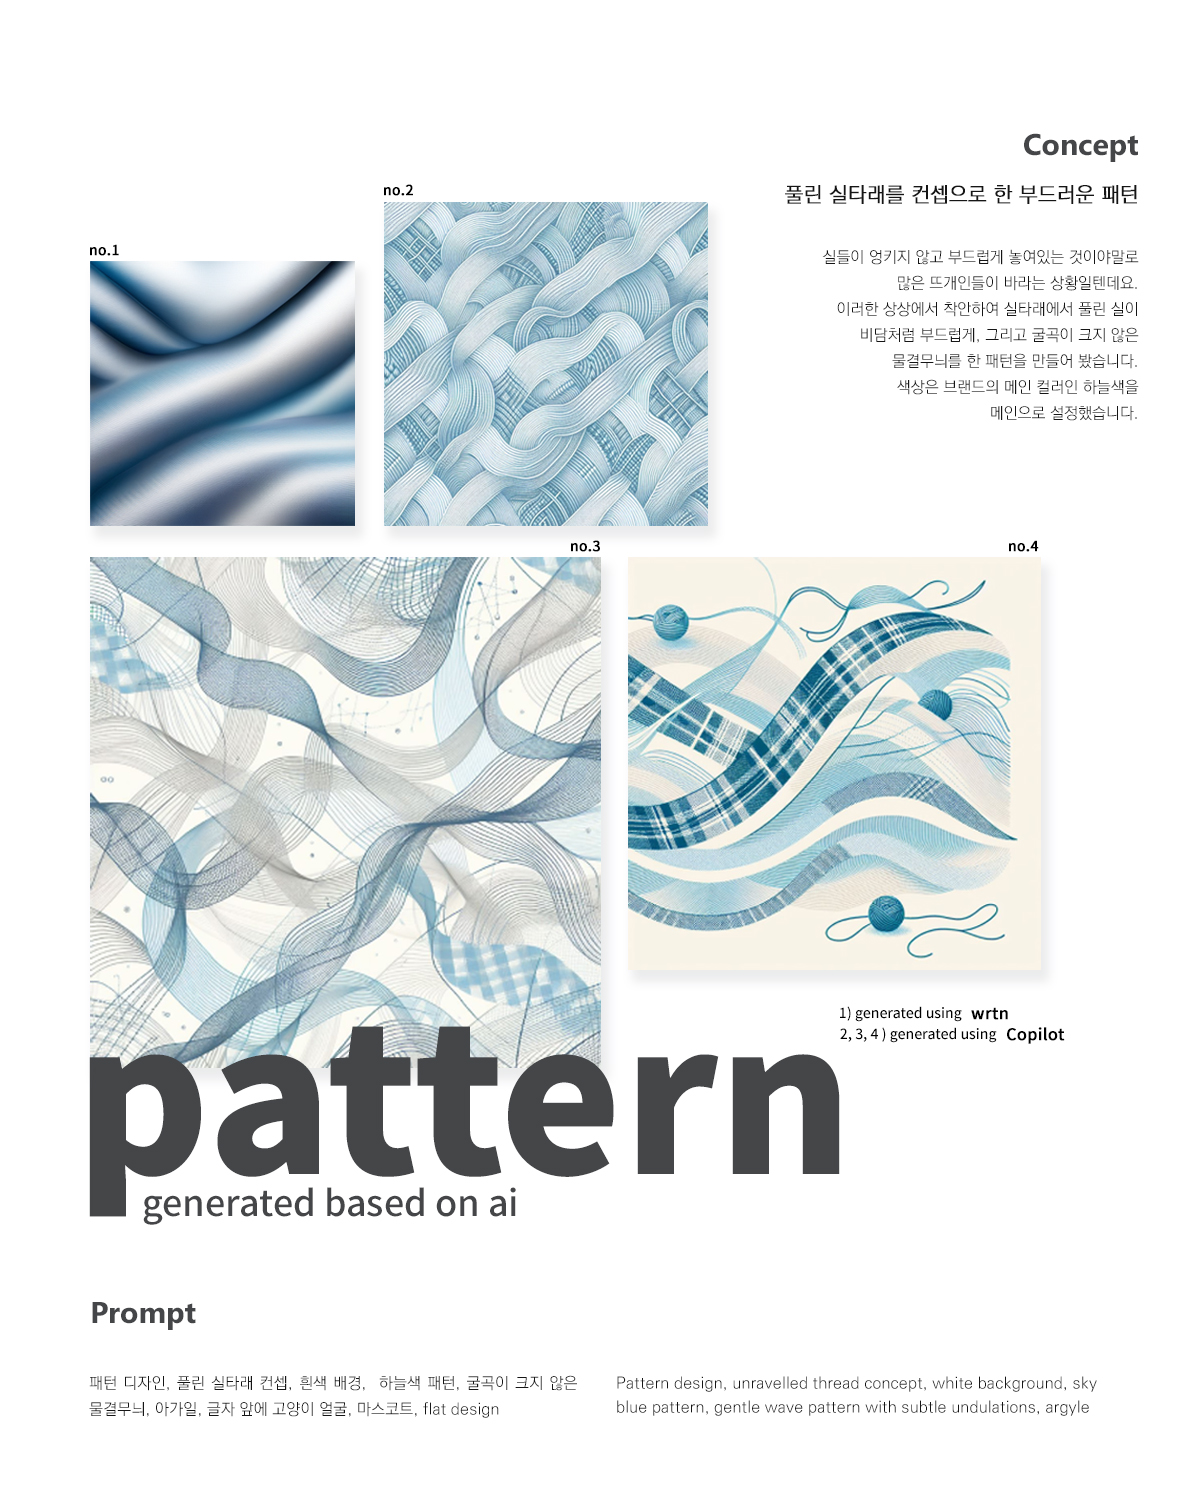 Concept
풀린 실타래를 컨셉으로 한 부드러운 패턴
실들이 엉키지 않고 부드럽게 놓여있는 것이야말로
많은 뜨개인들이 바라는 상황일텐데요.
이러한 상상에서 착안하여 실타래에서 풀린 실이
비담처럼 부드럽게, 그리고 굴곡이 크지 않은
물결무늬를 한 패턴을 만들어 봤습니다.
색상은 브랜드의 메인 컬러인 하늘색을
메인으로 설정했습니다.
no.1
no.2
no.3
no.4
1) generated using wrtn
2, 3, 4 ) generated using Copilot
pattern
generated based on ai
Prompt
패턴 디자인, 풀린 실타래 컨셉, 흰색 배경, 하늘색 패턴, 굴곡이 크지 않은
물결무늬, 아가일, 글자 앞에 고양이 얼굴, 마스코트, flat design
Pattern design, unravelled thread concept, white background, sky
blue pattern, gentle wave pattern with subtle undulations, argyle